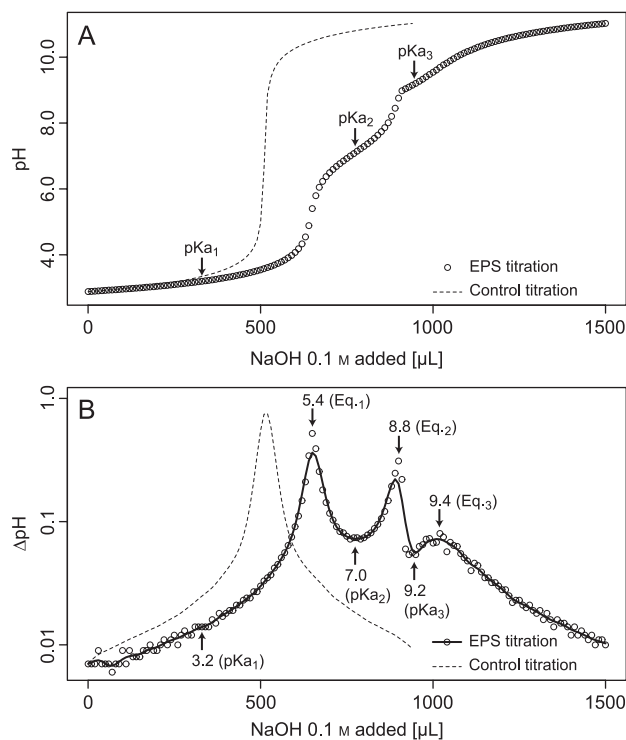 A
pKa3
10.0
pKa2
8.0
pH
6.0
pKa1
4.0
EPS titration
Control titration
0 500 1000 1500
NaOH 0.1 M added [µL]
B
1.0
5.4 (Eq.1)
8.8 (Eq.2)
9.4 (Eq.3)
ΔpH
0.1
7.0
(pKa2)
9.2
(pKa3)
3.2 (pKa1)
EPS titration
0.01
Control titration
0 500 1000 1500
NaOH 0.1 M added [µL]